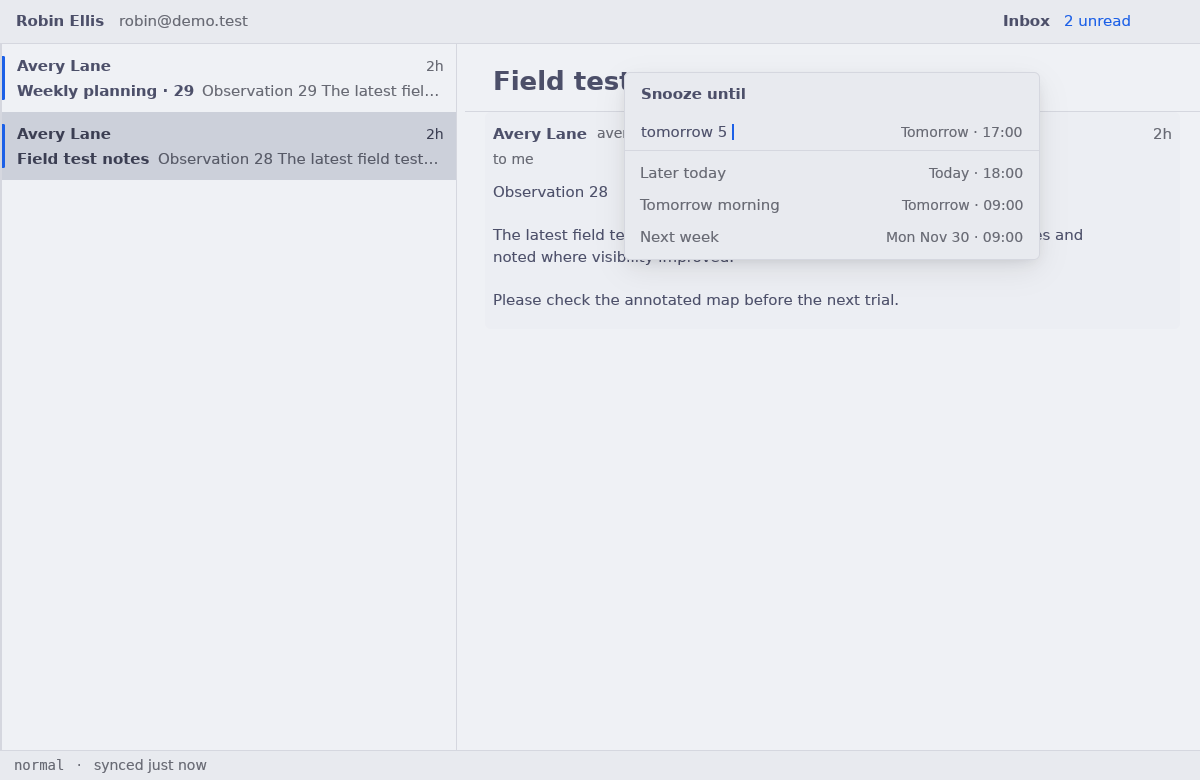 Robin Ellis robin@demo.test Inbox 2 unread
Avery Lane 2h
Weekly planning · 29 Observation 29 The latest fiel…
Avery Lane 2h
Field test notes Observation 28 The latest field test…
Field test
Avery Lane 2h
to me
Observation 28
The latest field
and
noted where
Please check the annotated map before the next trial.
Snooze until
tomorrow 5 Tomorrow · 17:00
Later today Today · 18:00
Tomorrow morning Tomorrow · 09:00
Next week Mon Nov 30 · 09:00
normal · synced just now